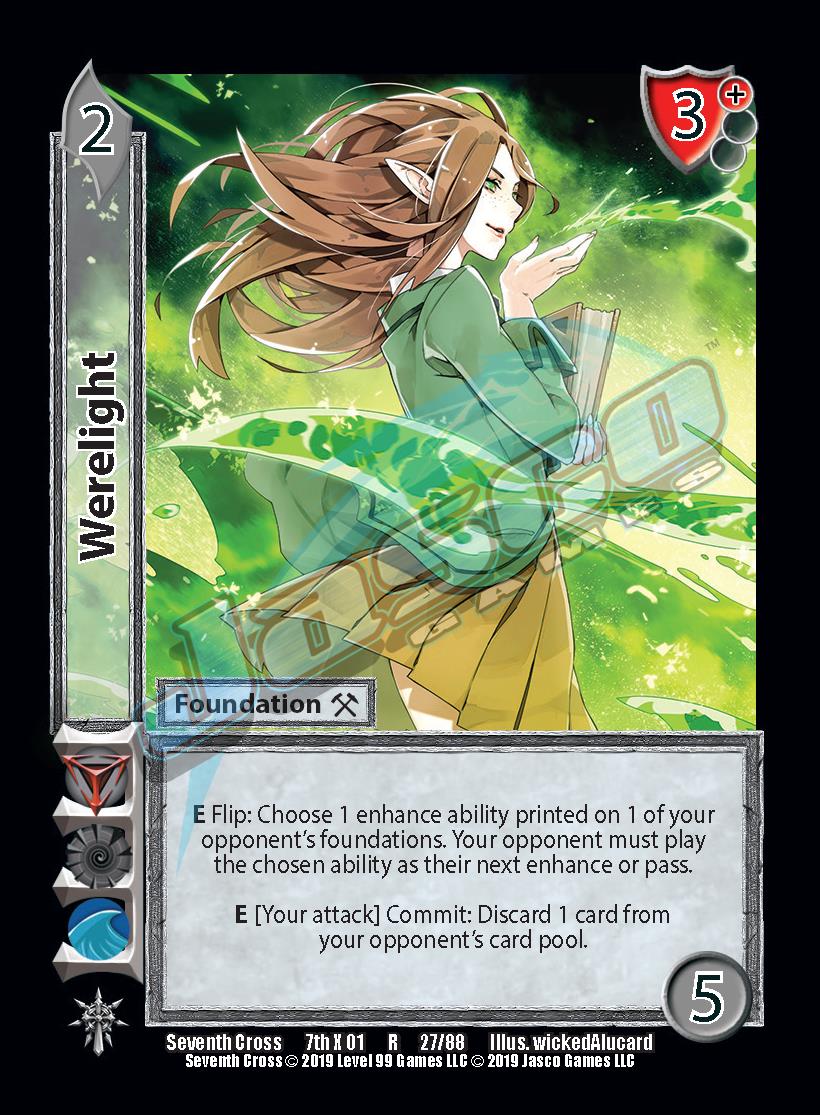 2
3
+
Werelight
JASCO
GAMES
TM
Foundation
E Flip: Choose 1 enhance ability printed on 1 of your
opponent's foundations. Your opponent must play
the chosen ability as their next enhance or pass.
E [Your attack] Commit: Discard 1 card from
your opponent's card pool.
5
Seventh Cross 7th X 01 R 27/88 Illus. wickedAlucard
Seventh Cross © 2019 Level 99 Games LLC © 2019 Jasco Games LLC